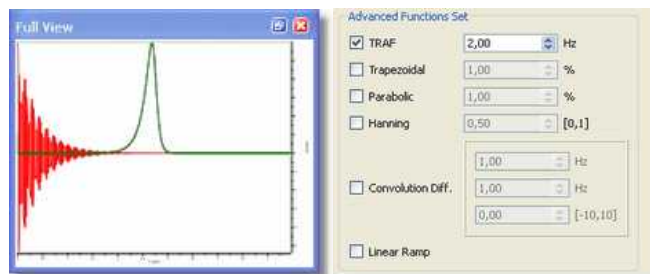 Full View
Advanced Functions Set
TRAF 2,00 Hz
Trapezoidal 1,00 %
Parabolic 1,00 %
Hanning 0,50 [0,1]
1,00 Hz
Convolution Diff. 1,00 Hz
0,00 [-10,10]
Linear Ramp